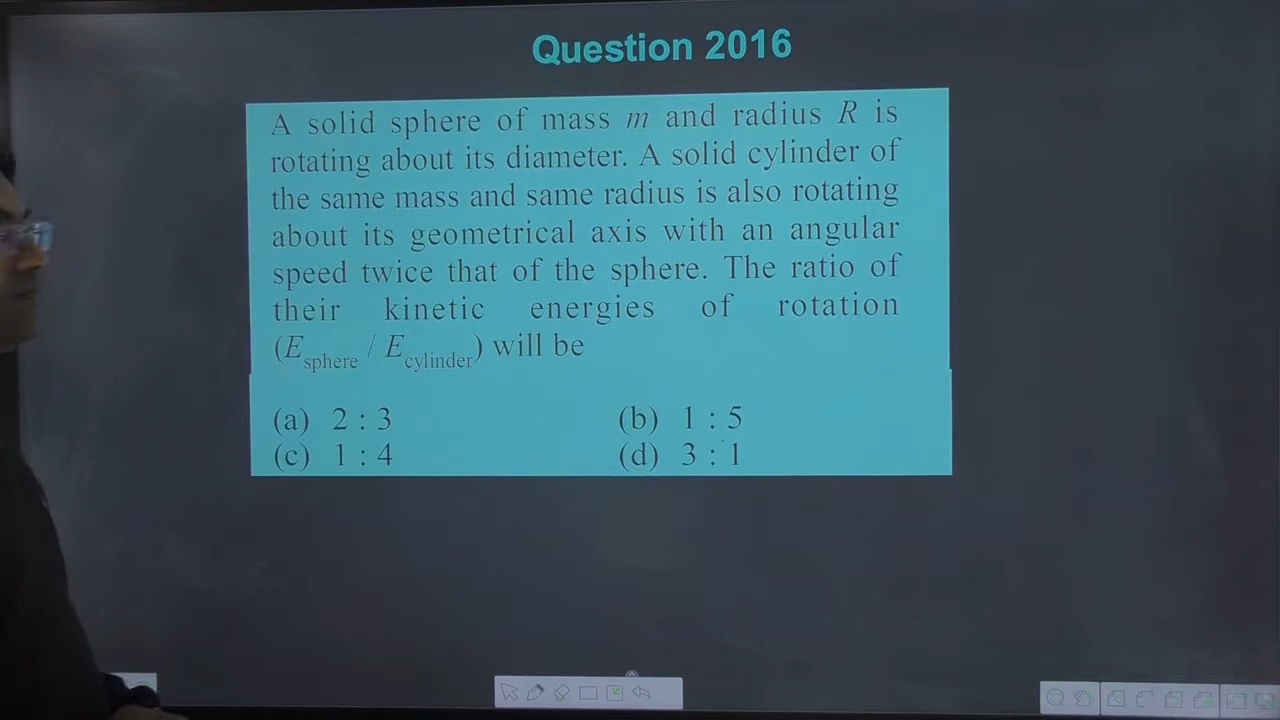 Question 2016
A solid sphere of mass m and radius R is
rotating about its diameter. A solid cylinder of
the same mass and same radius is also rotating
about its geometrical axis with an angular
speed twice that of the sphere. The ratio of
their kinetic energies of rotation
(E sphere / E cylinder) will be
(a) 2 : 3 (b) 1 : 5
(c) 1 : 4 (d) 3 : 1